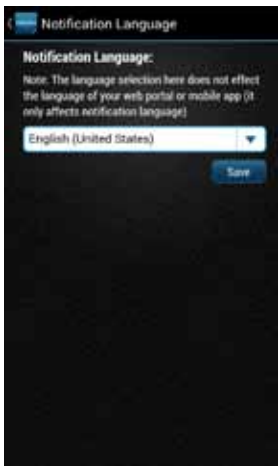 Notification Language
Notification Language:
Note: The language selection here does not effect
the language of your web portal or mobile app (it
only affects notification language)
English (United States)
Save